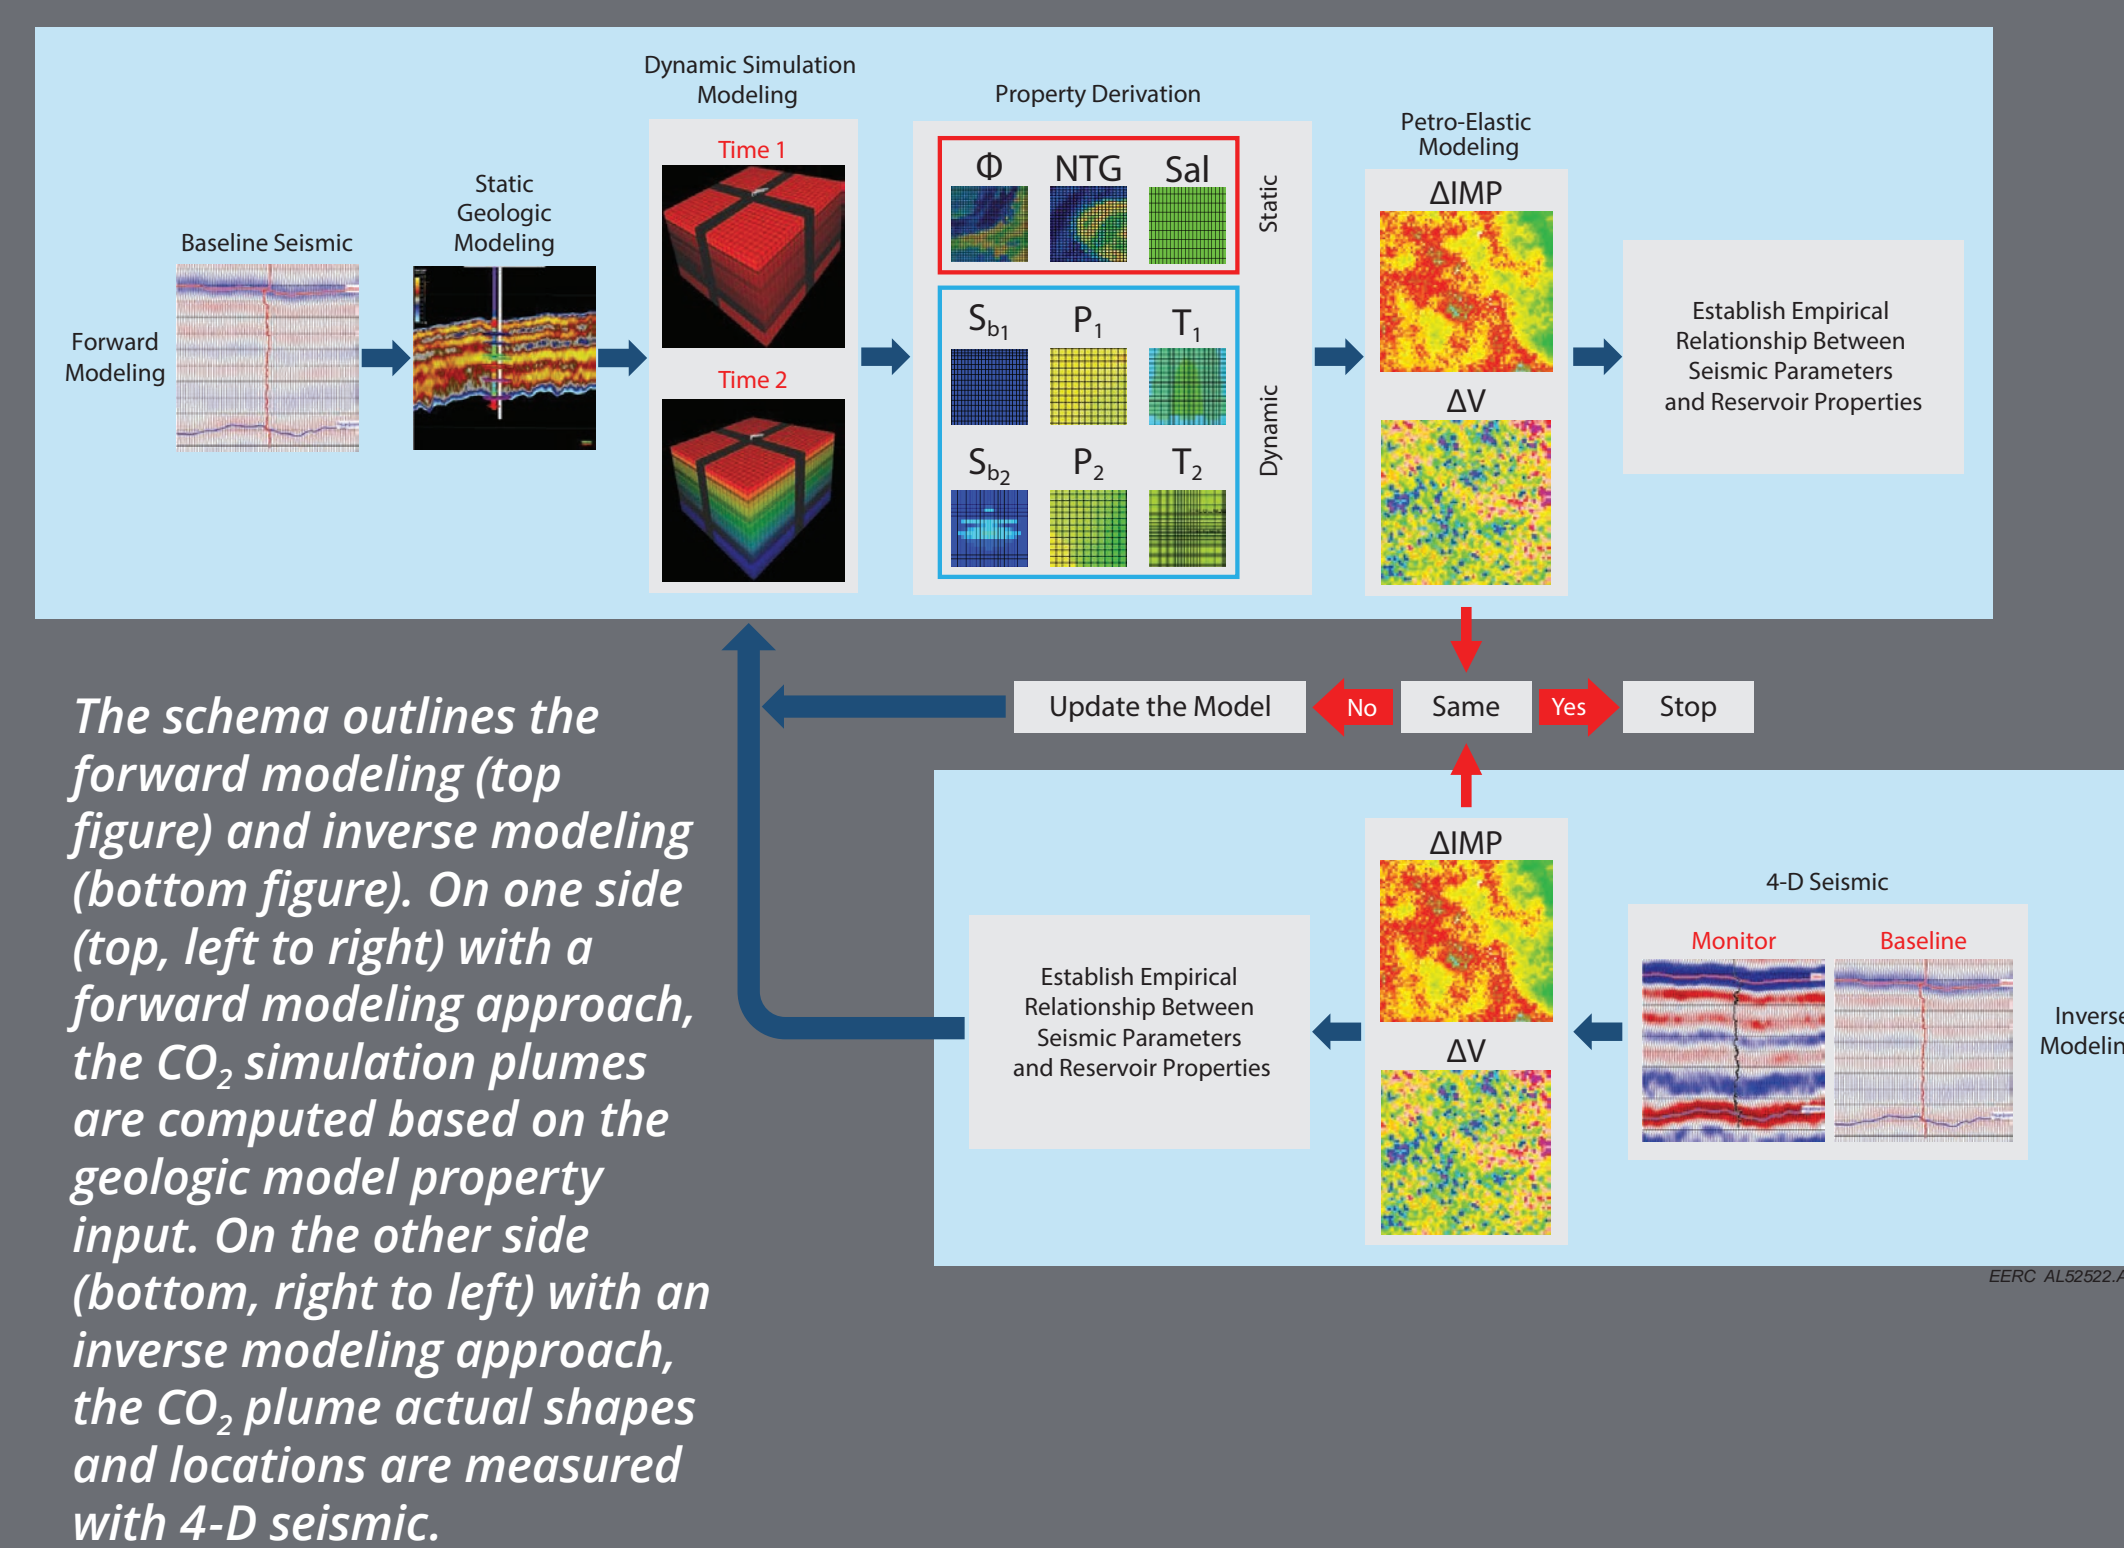 Dynamic Simulation
Modeling
Property Derivation
Petro-Elastic
Modeling
Time 1
Φ NTG Sal
Static
ΔIMP
Static
Geologic
Modeling
Baseline Seismic
Forward
Modeling
Establish Empirical
Relationship Between
Seismic Parameters
and Reservoir Properties
Sb1 P1 T1
Time 2
Dynamic
ΔV
Sb2 P2 T2
Update the Model
No
Same
Yes
Stop
The schema outlines the
forward modeling (top
figure) and inverse modeling
(bottom figure). On one side
(top, left to right) with a
forward modeling approach,
the CO2 simulation plumes
are computed based on the
geologic model property
input. On the other side
(bottom, right to left) with an
inverse modeling approach,
the CO2 plume actual shapes
and locations are measured
with 4-D seismic.
ΔIMP
4-D Seismic
Monitor Baseline
Establish Empirical
Relationship Between
Seismic Parameters
and Reservoir Properties
ΔV
Inverse
Modelin
EERC AL52522.A